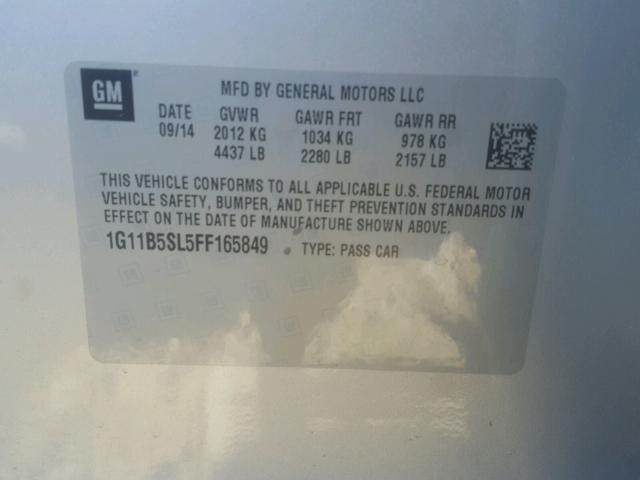 GM
MFD BY GENERAL MOTORS LLC
DATE GVWR GAWR FRT GAWR RR
09/14 2012 KG 1034 KG 978 KG
4437 LB 2280 LB 2157 LB
THIS VEHICLE CONFORMS TO ALL APPLICABLE U.S. FEDERAL MOTOR
VEHICLE SAFETY, BUMPER, AND THEFT PREVENTION STANDARDS IN
EFFECT ON THE DATE OF MANUFACTURE SHOWN ABOVE.
1G11B5SL5FF165849 TYPE: PASS CAR